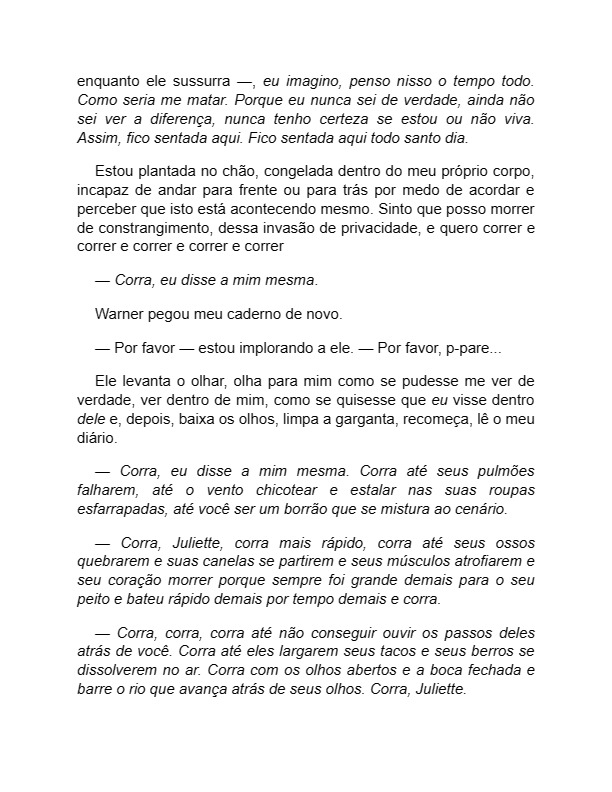 enquanto ele sussurra —, eu imagino, penso nisso o tempo todo.
Como seria me matar. Porque eu nunca sei de verdade, ainda não
sei ver a diferença, nunca tenho certeza se estou ou não viva.
Assim, fico sentada aqui. Fico sentada aqui todo santo dia.
Estou plantada no chão, congelada dentro do meu próprio corpo,
incapaz de andar para frente ou para trás por medo de acordar e
perceber que isto está acontecendo mesmo. Sinto que posso morrer
de constrangimento, dessa invasão de privacidade, e quero correr e
correr e correr e correr e correr
— Corra, eu disse a mim mesma.
Warner pegou meu caderno de novo.
— Por favor — estou implorando a ele. — Por favor, p-pare...
Ele levanta o olhar, olha para mim como se pudesse me ver de
verdade, ver dentro de mim, como se quisesse que eu visse dentro
dele e, depois, baixa os olhos, limpa a garganta, recomeça, lê o meu
diário.
— Corra, eu disse a mim mesma. Corra até seus pulmões
falharem, até o vento chicotear e estalar nas suas roupas
esfarrapadas, até você ser um borrão que se mistura ao cenário.
— Corra, Juliette, corra mais rápido, corra até seus ossos
quebrarem e suas canelas se partirem e seus músculos atrofiarem e
seu coração morrer porque sempre foi grande demais para o seu
peito e bateu rápido demais por tempo demais e corra.
— Corra, corra, corra até não conseguir ouvir os passos deles
atrás de você. Corra até eles largarem seus tacos e seus berros se
dissolverem no ar. Corra com os olhos abertos e a boca fechada e
barre o rio que avança atrás de seus olhos. Corra, Juliette.